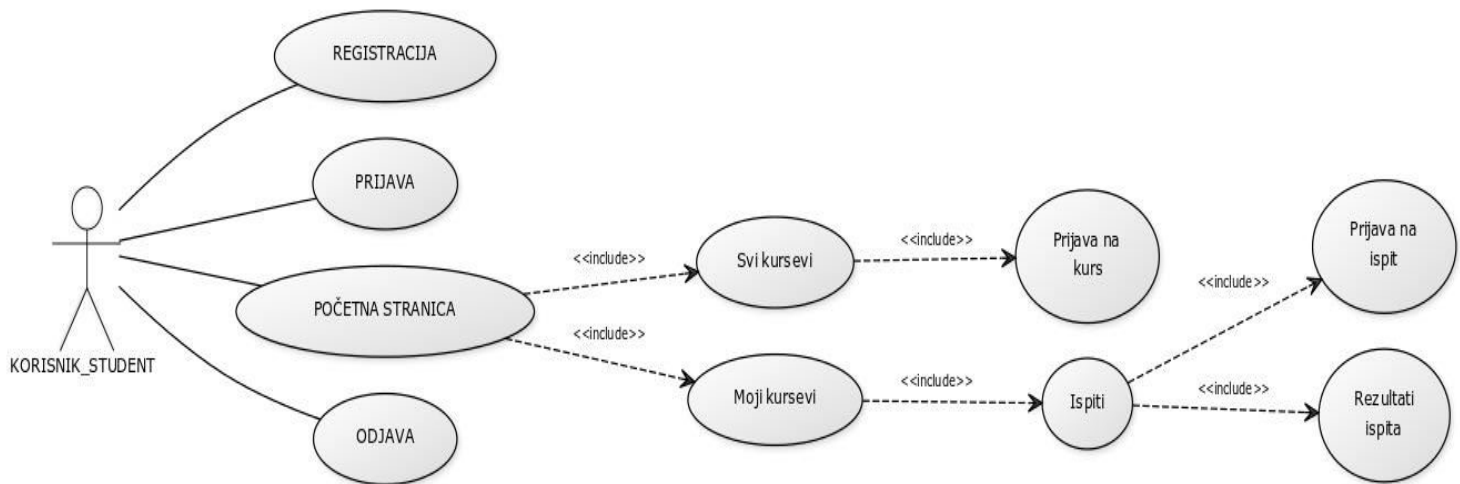 REGISTRACIJA
PRIJAVA
KORISNIK_STUDENT
POČETNA STRANICA
ODJAVA
<<include>>
Svi kursevi
<<include>>
Prijava na
kurs
<<include>>
Moji kursevi
<<include>>
Ispiti
<<include>>
Prijava na
ispit
<<include>>
Rezultati
ispita